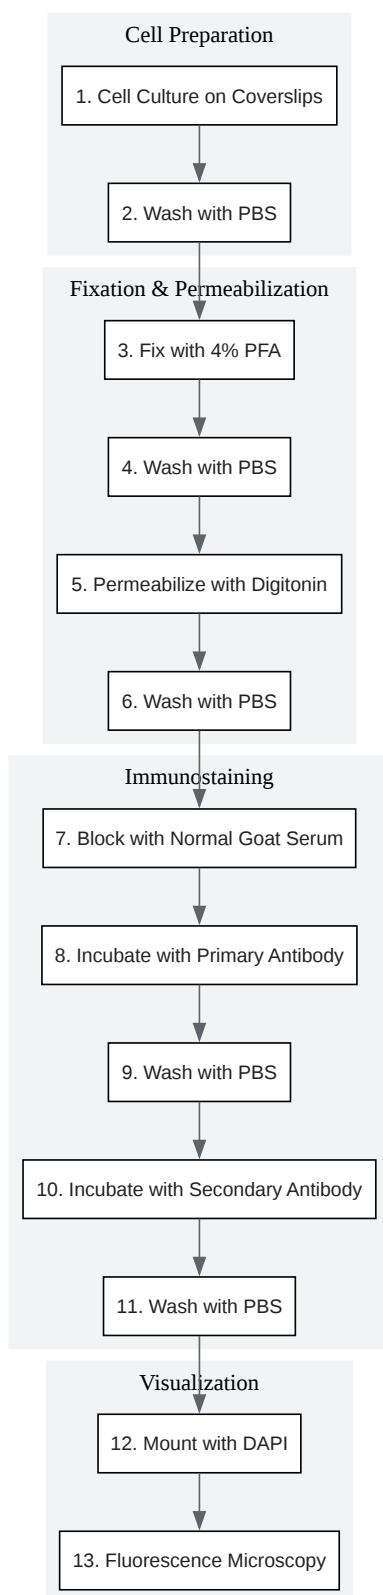 Cell Preparation
1. Cell Culture on Coverslips
2. Wash with PBS
Fixation & Permeabilization
3. Fix with 4% PFA
4. Wash with PBS
5. Permeabilize with Digitonin
6. Wash with PBS
Immunostaining
7. Block with Normal Goat Serum
8. Incubate with Primary Antibody
9. Wash with PBS
10. Incubate with Secondary Antibody
11. Wash with PBS
Visualization
12. Mount with DAPI
13. Fluorescence Microscopy